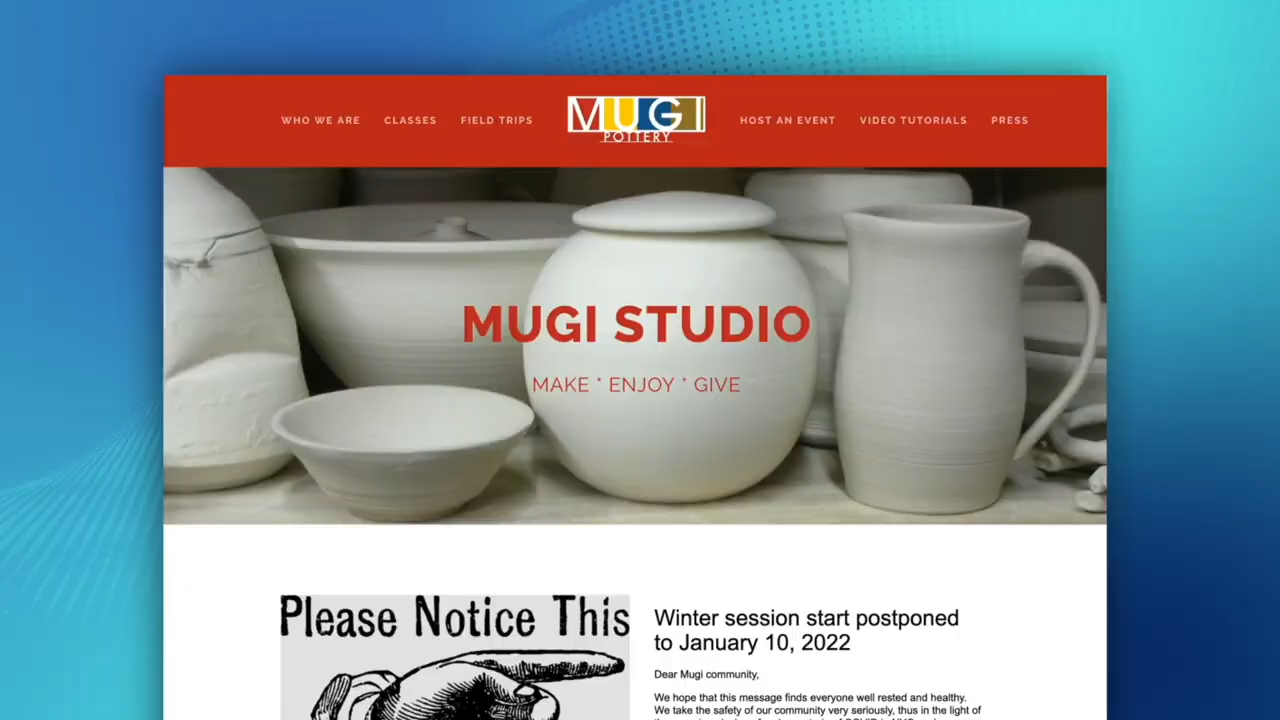 WHO WE ARE CLASSES FIELD TRIPS MUGI HOST AN EVENT VIDEO TUTORIALS PRESS
POTTERY
MUGI STUDIO
MAKE * ENJOY * GIVE
Please Notice This
Winter session start postponed
to January 10, 2022
Dear Mugi community,
We hope that this message finds everyone well rested and healthy.
We take the safety of our community very seriously, thus in the light of